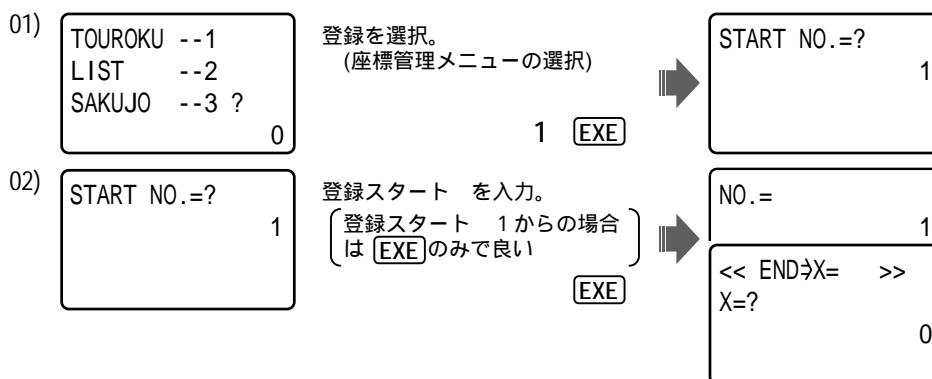 01)
TOUROKU --1
LIST --2
SAKUJO --3 ?
0
登録を選択。
(座標管理メニューの選択)
1 EXE
START NO.=?
1
02)
START NO.=?
1
登録スタート を入力。
登録スタート 1からの場合
は EXE のみで良い
EXE
NO.=
1
<< END⇒X= >>
X=?
0